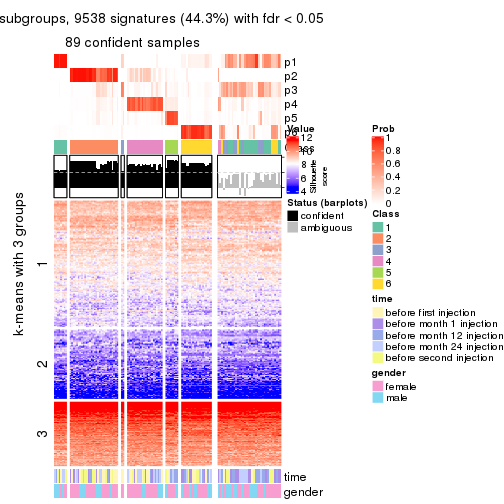 subgroups, 9538 signatures (44.3%) with fdr < 0.05
89 confident samples
p1
p2
p3
p4
p5
p6
Class
Silhouette
score
k-means with 3 groups
1
2
3
time
gender
Value
12
10
8
6
4
Status (barplots)
confident
ambiguous
Prob
1
0.8
0.6
0.4
0.2
0
Class
1
2
3
4
5
6
time
before first injection
before month 1 injection
before month 12 injection
before month 24 injection
before second injection
gender
female
male